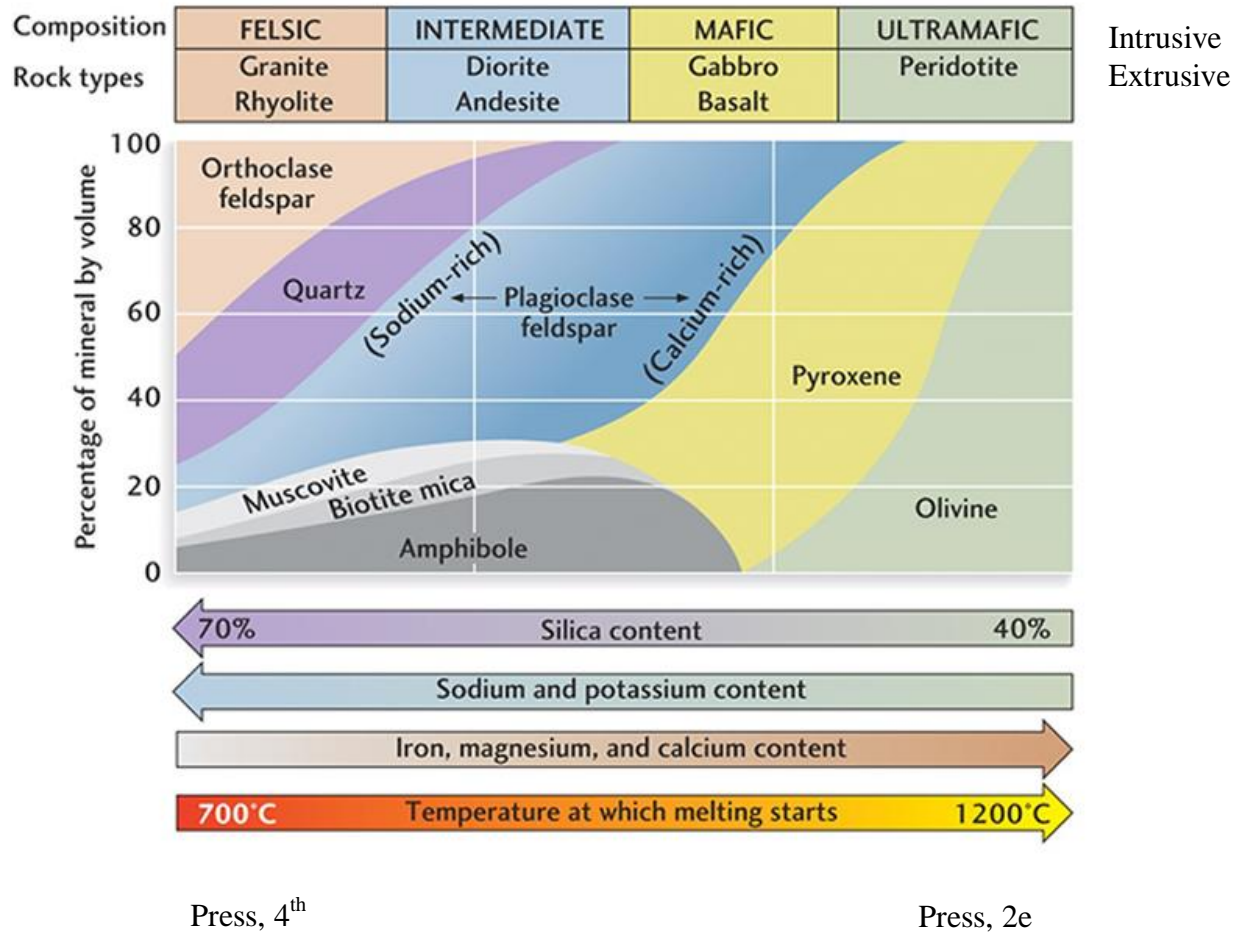 Composition FELSIC INTERMEDIATE MAFIC ULTRAMAFIC Intrusive
Rock types Granite Diorite Gabbro Peridotite Extrusive
Rhyolite Andesite Basalt
Percentage of mineral by volume
100
80
60
40
20
0
Orthoclase
feldspar
Quartz
(Sodium-rich)
Plagioclase
feldspar
(Calcium-rich)
Pyroxene
Muscovite
Biotite mica
Amphibole
Olivine
70% Silica content 40%
Sodium and potassium content
Iron, magnesium, and calcium content
700°C Temperature at which melting starts 1200°C
Press, 4th Press, 2e